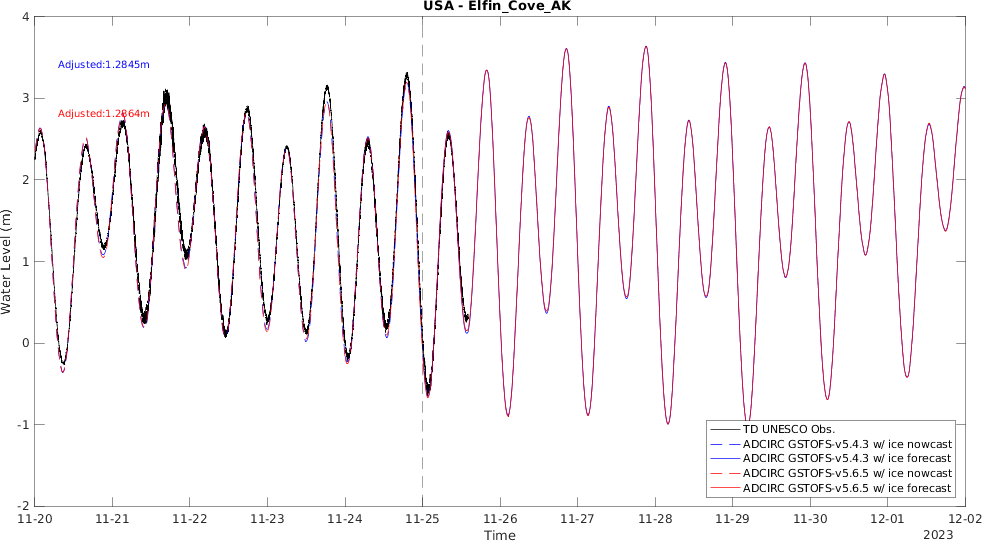 USA - Elfin_Cove_AK
4
3
2
1
0
-1
-2
Water Level (m)
Adjusted:1.2845m
Adjusted:1.2864m
TD UNESCO Obs.
ADCIRC GSTOFS-v5.4.3 w/ ice nowcast
ADCIRC GSTOFS-v5.4.3 w/ ice forecast
ADCIRC GSTOFS-v5.6.5 w/ ice nowcast
ADCIRC GSTOFS-v5.6.5 w/ ice forecast
11-20 11-21 11-22 11-23 11-24 11-25 11-26 11-27 11-28 11-29 11-30 12-01 12-02
Time
2023